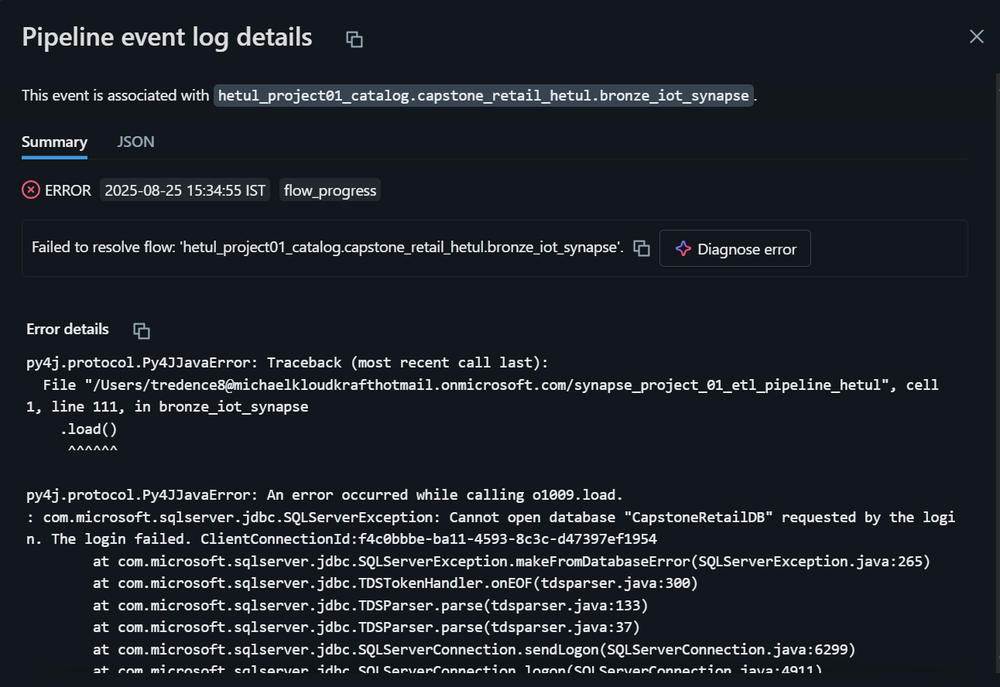 Pipeline event log details
This event is associated with hetul_project01_catalog.capstone_retail_hetul.bronze_iot_synapse.
Summary JSON
ERROR 2025-08-25 15:34:55 IST flow_progress
Failed to resolve flow: 'hetul_project01_catalog.capstone_retail_hetul.bronze_iot_synapse'. Diagnose error
Error details
py4j.protocol.Py4JJavaError: Traceback (most recent call last):
  File "/Users/tredence8@michaelkloudkrafthotmail.onmicrosoft.com/synapse_project_01_etl_pipeline_hetul", cell
1, line 111, in bronze_iot_synapse
    .load()
     ^^^^^^
py4j.protocol.Py4JJavaError: An error occurred while calling o1009.load.
: com.microsoft.sqlserver.jdbc.SQLServerException: Cannot open database "CapstoneRetailDB" requested by the logi
n. The login failed. ClientConnectionId:f4c0bbbe-ba11-4593-8c3c-d47397ef1954
        at com.microsoft.sqlserver.jdbc.SQLServerException.makeFromDatabaseError(SQLServerException.java:265)
        at com.microsoft.sqlserver.jdbc.TDSTokenHandler.onEOF(tdsparser.java:300)
        at com.microsoft.sqlserver.jdbc.TDSParser.parse(tdsparser.java:133)
        at com.microsoft.sqlserver.jdbc.TDSParser.parse(tdsparser.java:37)
        at com.microsoft.sqlserver.jdbc.SQLServerConnection.sendLogon(SQLServerConnection.java:6299)
        at com.microsoft.sqlserver.jdbc.SQLServerConnection.logon(SQLServerConnection.java:4911)